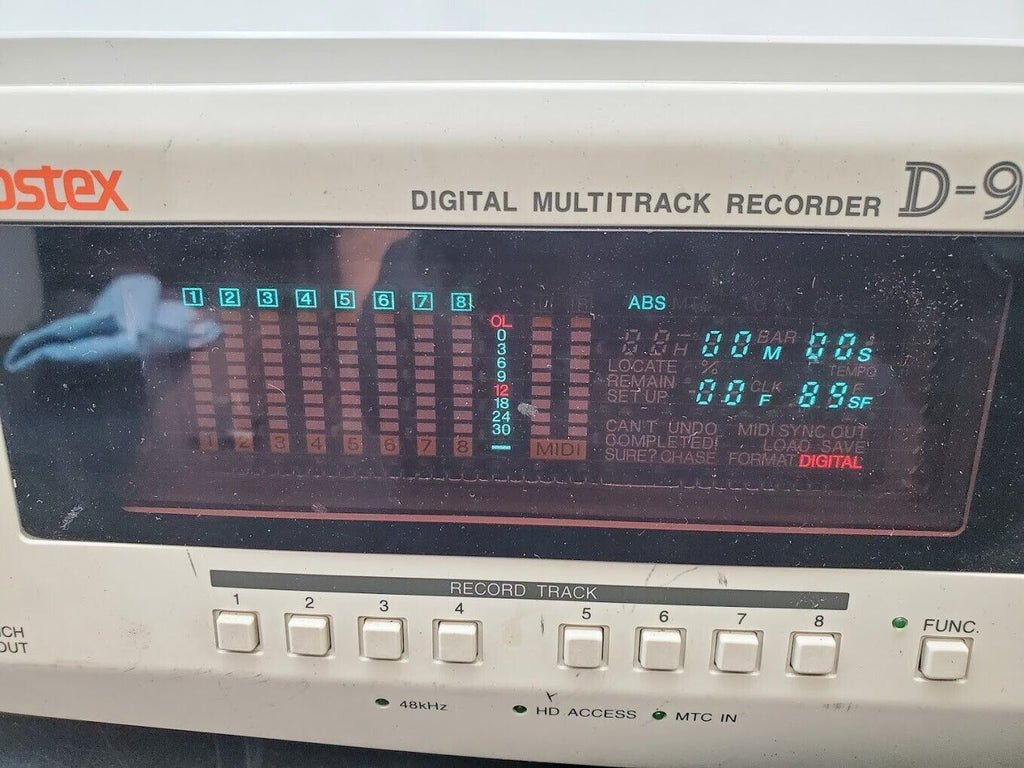 ostex
DIGITAL MULTITRACK RECORDER D-9
1 2 3 4 5 6 7 8
ABS
OL
0
3
6
9
12
18
24
30
H 00 M BAR 00 S
LOCATE %
TEMPO
REMAIN
SET UP 00 CLK F 89 SF
CAN'T UNDO MIDI SYNC OUT
COMPLETED! LOAD SAVE
SURE? CHASE FORMAT DIGITAL
1 2 3 4 5 6 7 8 MIDI
RECORD TRACK
1 2 3 4 5 6 7 8
FUNC.
CH
OUT
48kHz HD ACCESS MTC IN